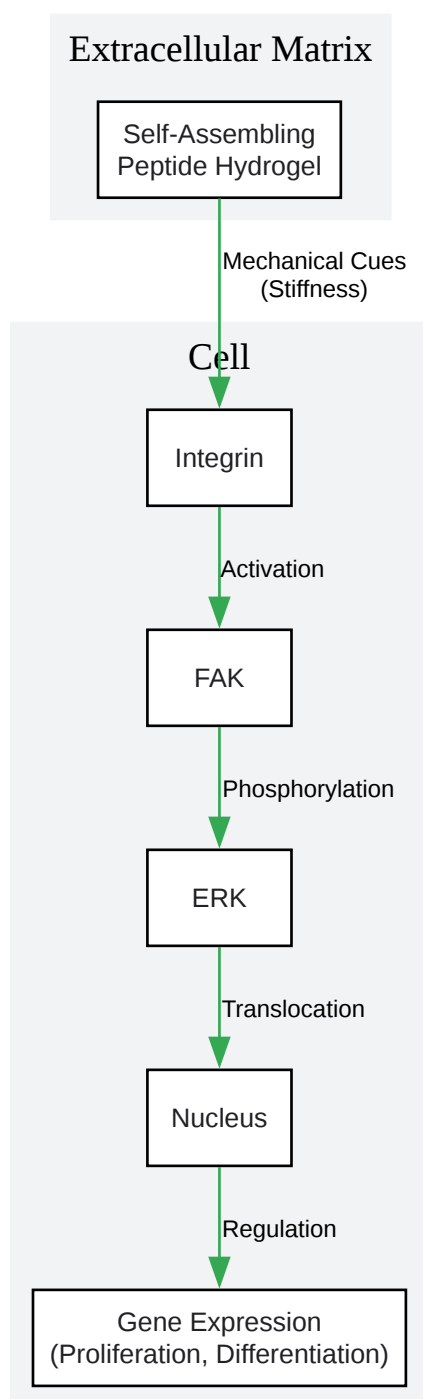 Extracellular Matrix
Self-Assembling
Peptide Hydrogel
Mechanical Cues
(Stiffness)
Cell
Integrin
Activation
FAK
Phosphorylation
ERK
Translocation
Nucleus
Regulation
Gene Expression
(Proliferation, Differentiation)